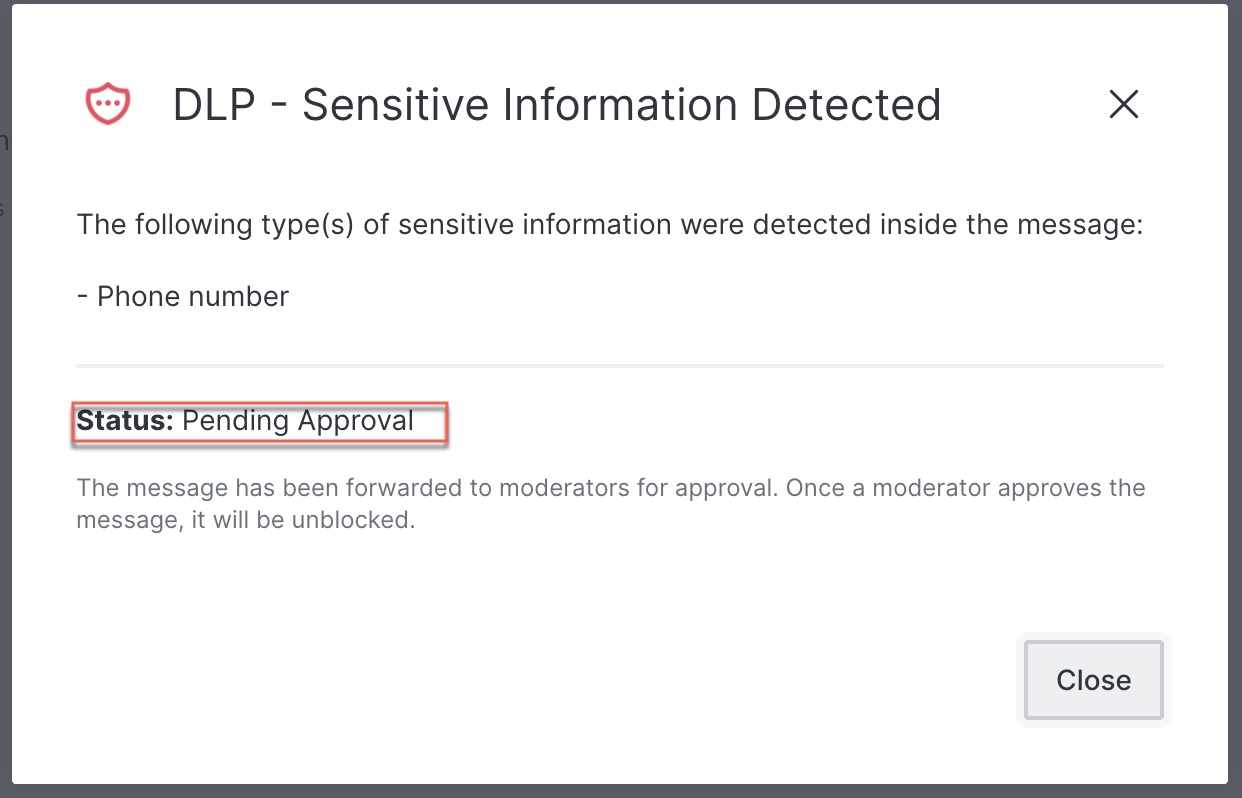 DLP - Sensitive Information Detected
The following type(s) of sensitive information were detected inside the message:
- Phone number
Status: Pending Approval
The message has been forwarded to moderators for approval. Once a moderator approves the
message, it will be unblocked.
Close